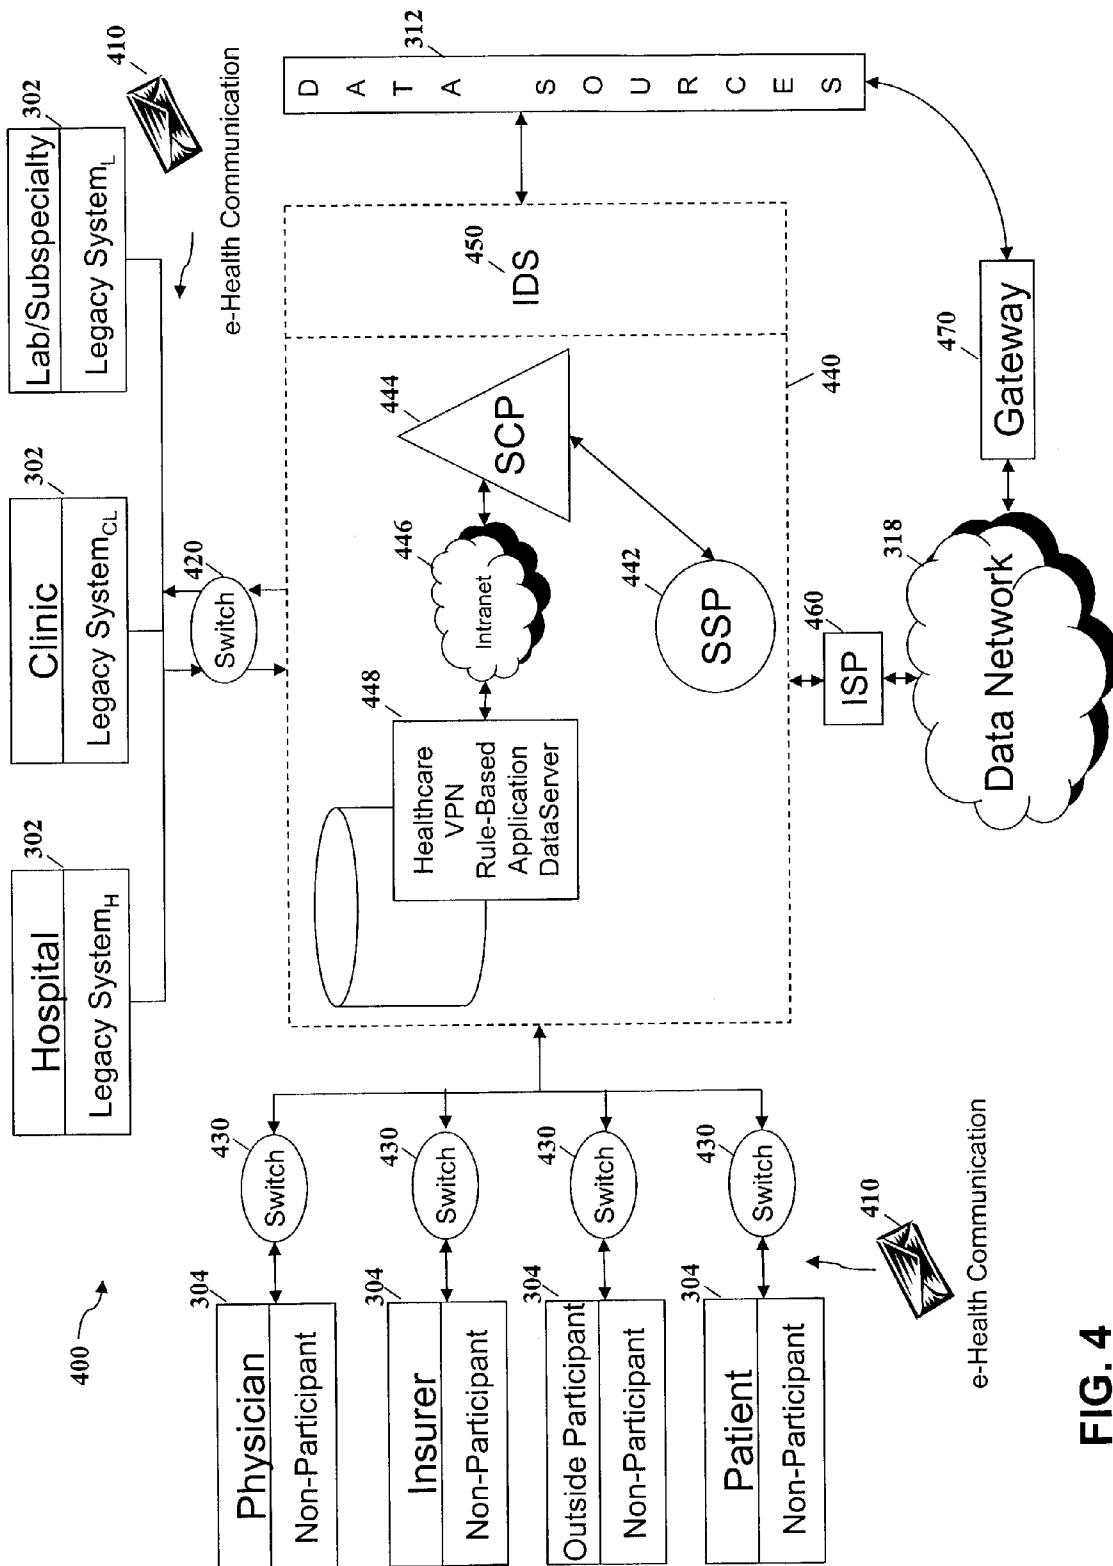 400
Hospital
Legacy SystemH
302
Clinic
Legacy SystemCL
302
Lab/Subspecialty
Legacy SystemL
302
410
e-Health Communication
Switch
420
Physician
Non-Participant
304
Switch
430
Insurer
Non-Participant
304
Switch
430
Outside Participant
Non-Participant
304
Switch
430
Patient
Non-Participant
304
Switch
430
410
e-Health Communication
Healthcare
VPN
Rule-Based
Application
DataServer
448
Intranet
446
SCP
444
SSP
442
IDS
450
440
DATA SOURCES
312
ISP
460
Data Network
318
Gateway
470
FIG. 4